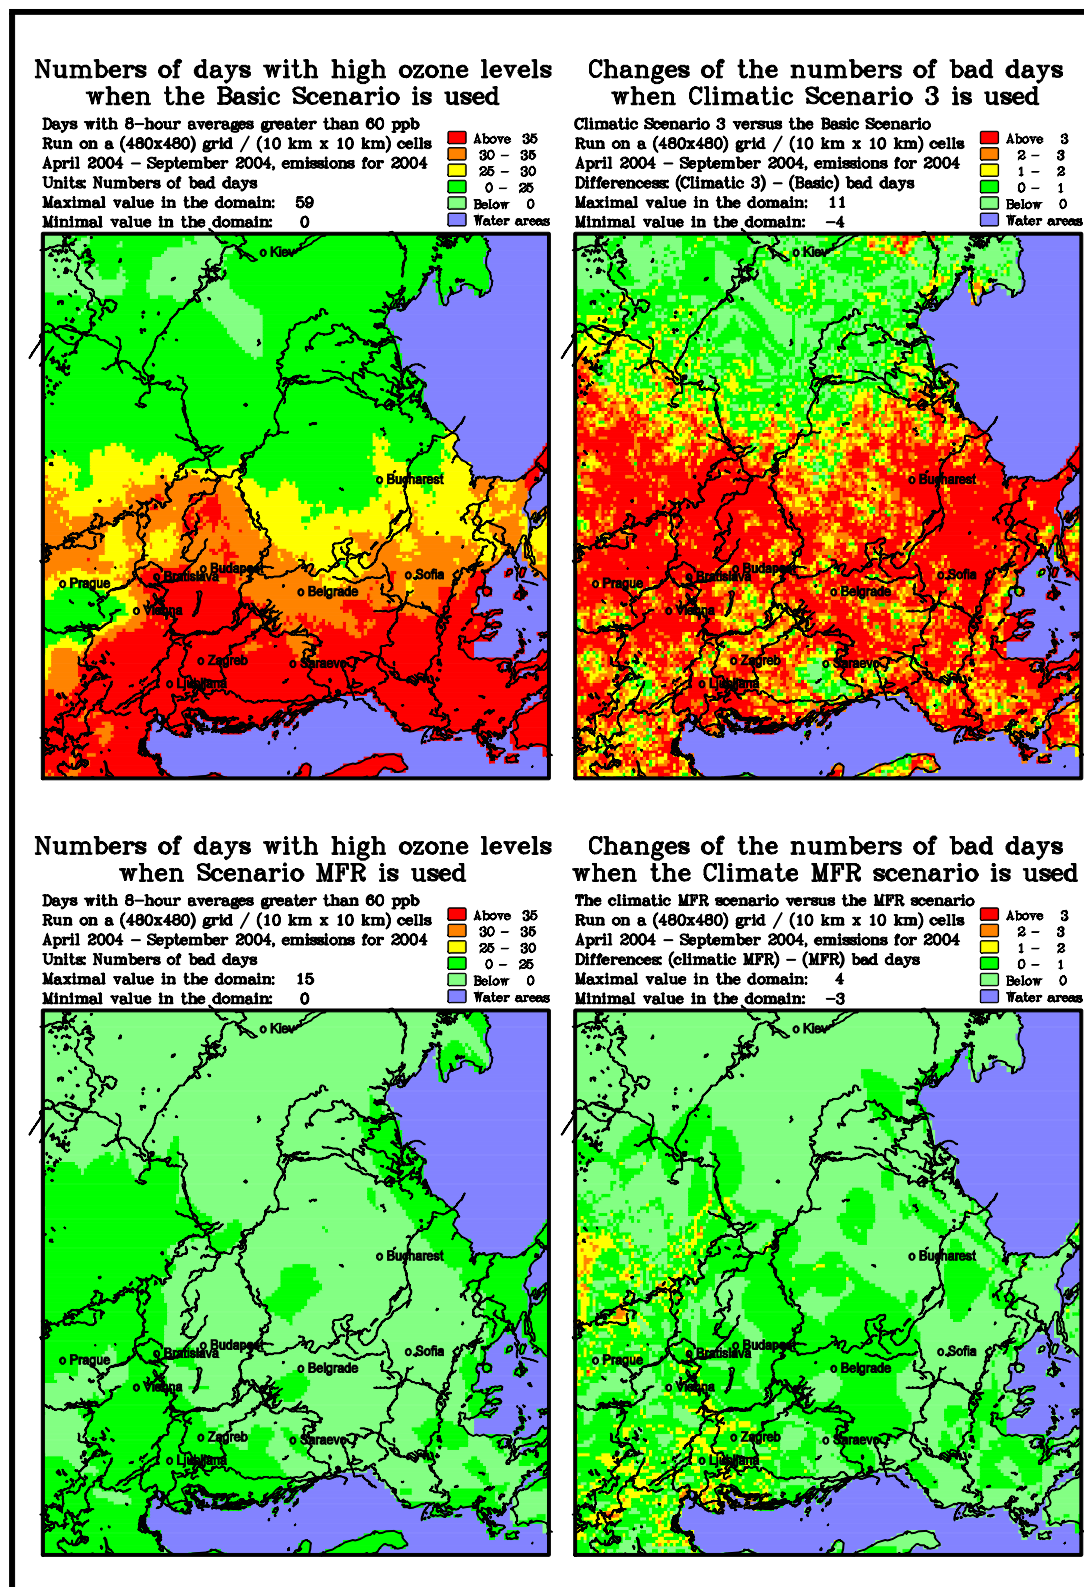 Numbers of days with high ozone levels
when the Basic Scenario is used
Days with 8-hour averages greater than 60 ppb
Run on a (480x480) grid / (10 km x 10 km) cells
April 2004 - September 2004, emissions for 2004
Units: Numbers of bad days
Maximal value in the domain: 59
Minimal value in the domain: 0
Above 35
30 - 35
25 - 30
0 - 25
Below 0
Water areas
Kiev
Bucharest
Budapest
Bratislava
Sofia
Prague
Belgrade
Vienna
Zagreb
Saraevo
Ljubljana
Changes of the numbers of bad days
when Climatic Scenario 3 is used
Climatic Scenario 3 versus the Basic Scenario
Run on a (480x480) grid / (10 km x 10 km) cells
April 2004 - September 2004, emissions for 2004
Differencess: (Climatic 3) - (Basic) bad days
Maximal value in the domain: 11
Minimal value in the domain: -4
Above 3
2 - 3
1 - 2
0 - 1
Below 0
Water areas
Kiev
Bucharest
Budapest
Bratislava
Sofia
Prague
Belgrade
Vienna
Zagreb
Saraevo
Ljubljana
Numbers of days with high ozone levels
when Scenario MFR is used
Days with 8-hour averages greater than 60 ppb
Run on a (480x480) grid / (10 km x 10 km) cells
April 2004 - September 2004, emissions for 2004
Units: Numbers of bad days
Maximal value in the domain: 15
Minimal value in the domain: 0
Above 35
30 - 35
25 - 30
0 - 25
Below 0
Water areas
Kiev
Bucharest
Budapest
Bratislava
Sofia
Prague
Belgrade
Vienna
Zagreb
Saraevo
Ljubljana
Changes of the numbers of bad days
when the Climate MFR scenario is used
The climatic MFR scenario versus the MFR scenario
Run on a (480x480) grid / (10 km x 10 km) cells
April 2004 - September 2004, emissions for 2004
Differences: (climatic MFR) - (MFR) bad days
Maximal value in the domain: 4
Minimal value in the domain: -3
Above 3
2 - 3
1 - 2
0 - 1
Below 0
Water areas
Kiev
Bucharest
Budapest
Bratislava
Sofia
Prague
Belgrade
Vienna
Zagreb
Saraevo
Ljubljana